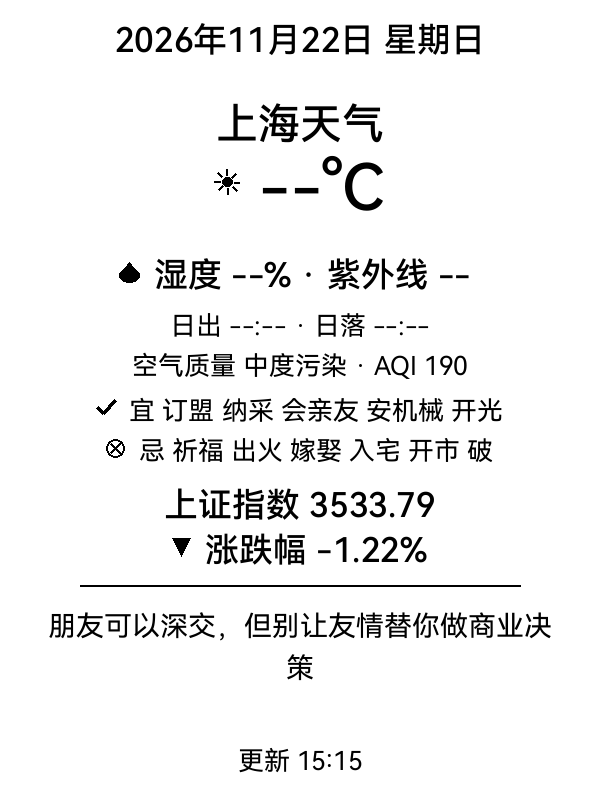 2026年11月22日 星期日
上海天气
--°C
湿度 --% · 紫外线 --
日出 --:-- · 日落 --:--
空气质量 中度污染 · AQI 190
宜 订盟 纳采 会亲友 安机械 开光
忌 祈福 出火 嫁娶 入宅 开市 破
上证指数 3533.79
▼ 涨跌幅 -1.22%
朋友可以深交，但别让友情替你做商业决
策
更新 15:15